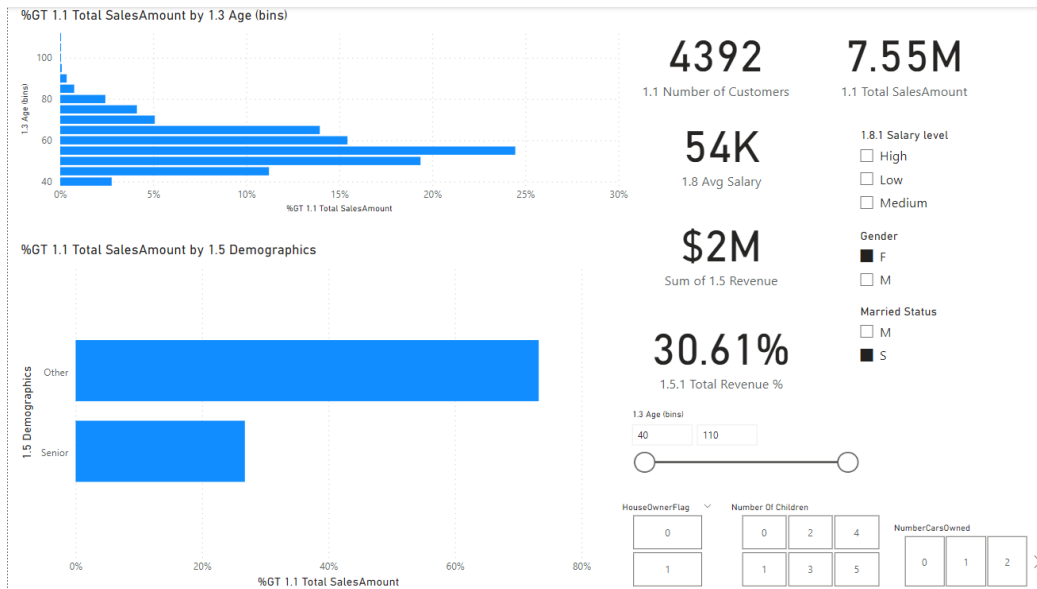 %GT 1.1 Total SalesAmount by 1.3 Age (bins)
1.3 Age (bins)
100
80
60
40
0%
5%
10%
15%
20%
25%
30%
%GT 1.1 Total SalesAmount
4392
1.1 Number of Customers
7.55M
1.1 Total SalesAmount
54K
1.8 Avg Salary
1.8.1 Salary level
High
Low
Medium
$2M
Sum of 1.5 Revenue
Gender
F
M
30.61%
1.5.1 Total Revenue %
Married Status
M
S
%GT 1.1 Total SalesAmount by 1.5 Demographics
1.5 Demographics
Other
Senior
0%
20%
40%
60%
80%
%GT 1.1 Total SalesAmount
1.3 Age (bins)
40
110
HouseOwnerFlag
0
1
Number Of Children
0 2 4
1 3 5
NumberCarsOwned
0 1 2